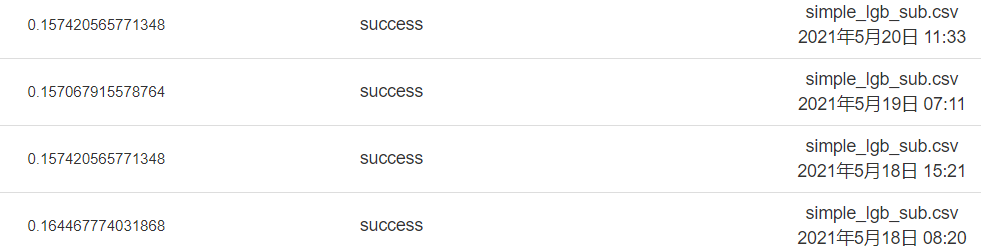 0.157420565771348 success simple_lgb_sub.csv
2021年5月20日 11:33
0.157067915578764 success simple_lgb_sub.csv
2021年5月19日 07:11
0.157420565771348 success simple_lgb_sub.csv
2021年5月18日 15:21
0.164467774031868 success simple_lgb_sub.csv
2021年5月18日 08:20